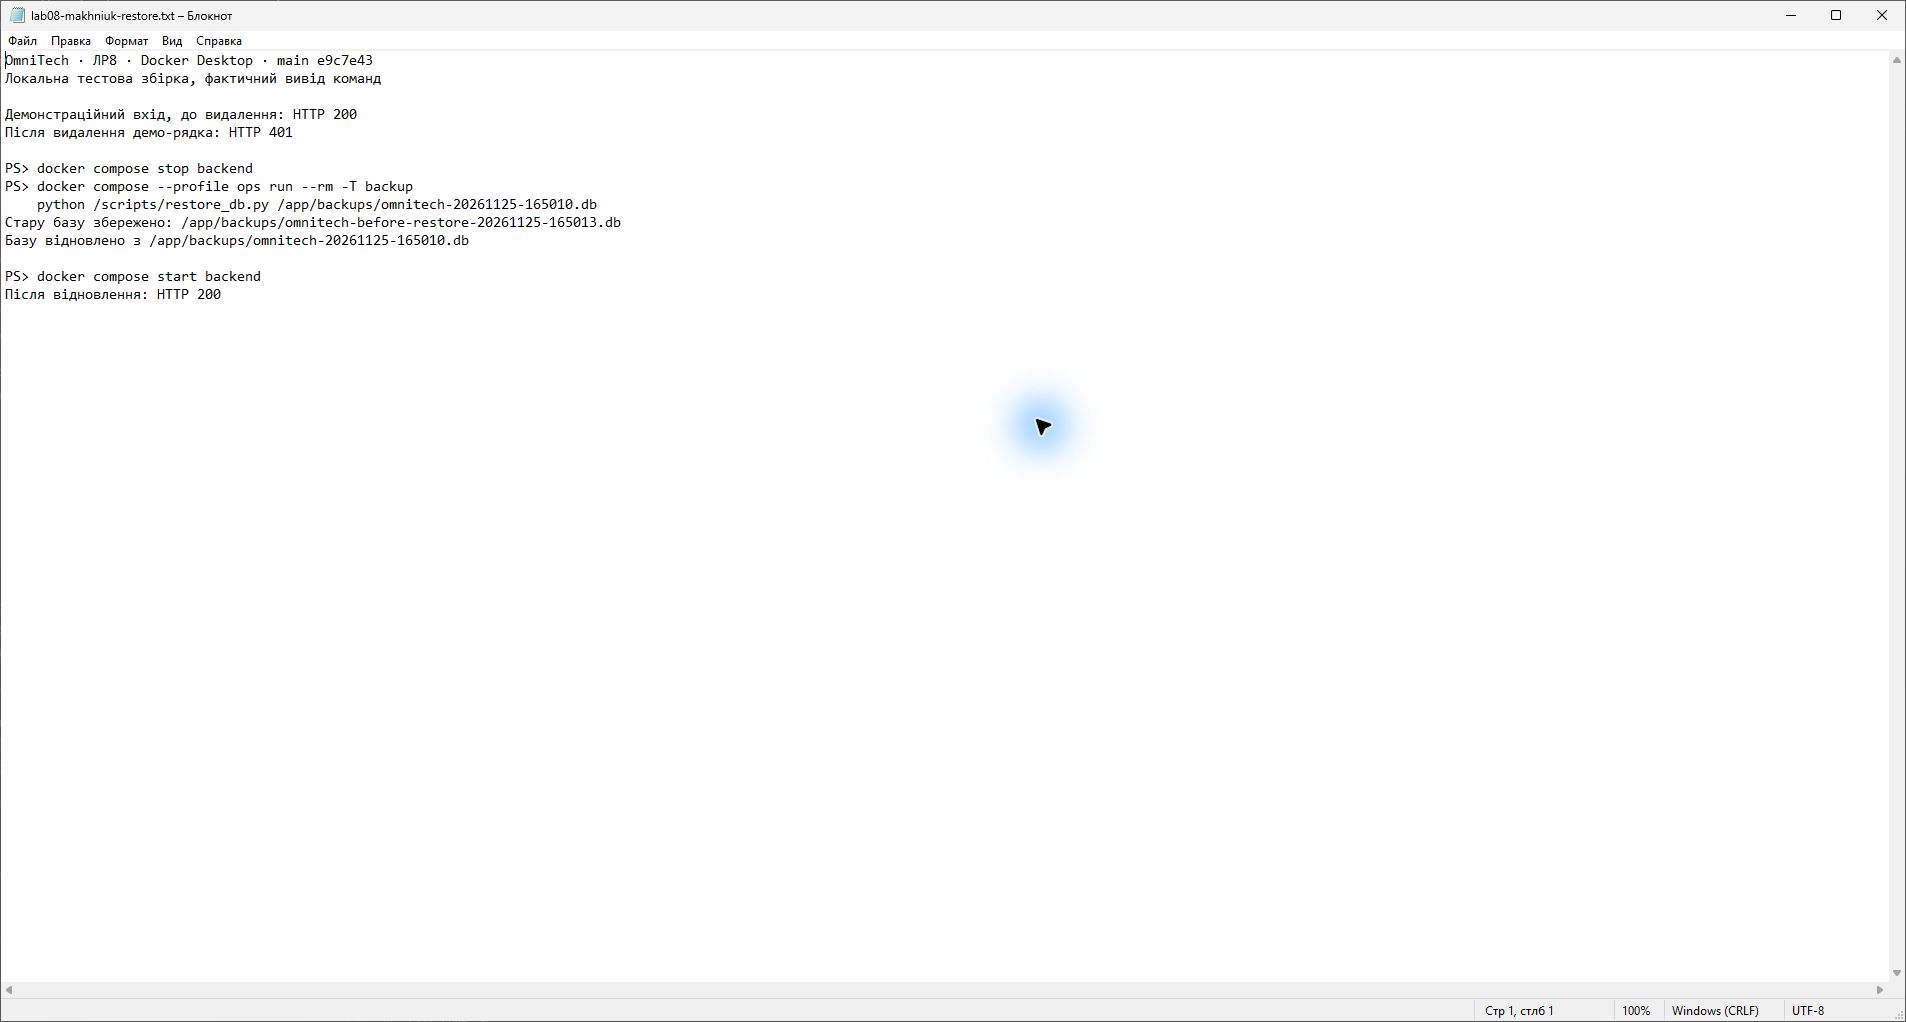 lab08-makhniuk-restore.txt – Блокнот
Файл Правка Формат Вид Справка
OmniTech · ЛР8 · Docker Desktop · main e9c7e43
Локальна тестова збірка, фактичний вивід команд
Демонстраційний вхід, до видалення: HTTP 200
Після видалення демо-рядка: HTTP 401
PS> docker compose stop backend
PS> docker compose --profile ops run --rm -T backup
python /scripts/restore_db.py /app/backups/omnitech-20261125-165010.db
Стару базу збережено: /app/backups/omnitech-before-restore-20261125-165013.db
Базу відновлено з /app/backups/omnitech-20261125-165010.db
PS> docker compose start backend
Після відновлення: HTTP 200
Стр 1, стлб 1 100% Windows (CRLF) UTF-8